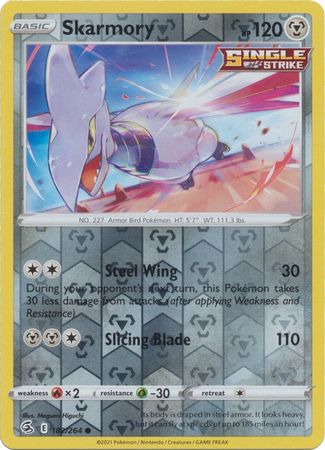 BASIC Skarmory HP 120
SINGLE
STRIKE
NO. 227 Armor Bird Pokémon HT: 5'7" WT: 111.3 lbs.
Steel Wing 30
During your opponent's next turn, this Pokémon takes
30 less damage from attacks (after applying Weakness and
Resistance).
Slicing Blade 110
weakness ×2 resistance -30 retreat
Illus. Megumi Higuchi
E 182/264
Its body is draped in steel armor. It looks heavy,
but it can fly at speeds of up to 185 miles an hour!
©2021 Pokémon / Nintendo / Creatures / GAME FREAK